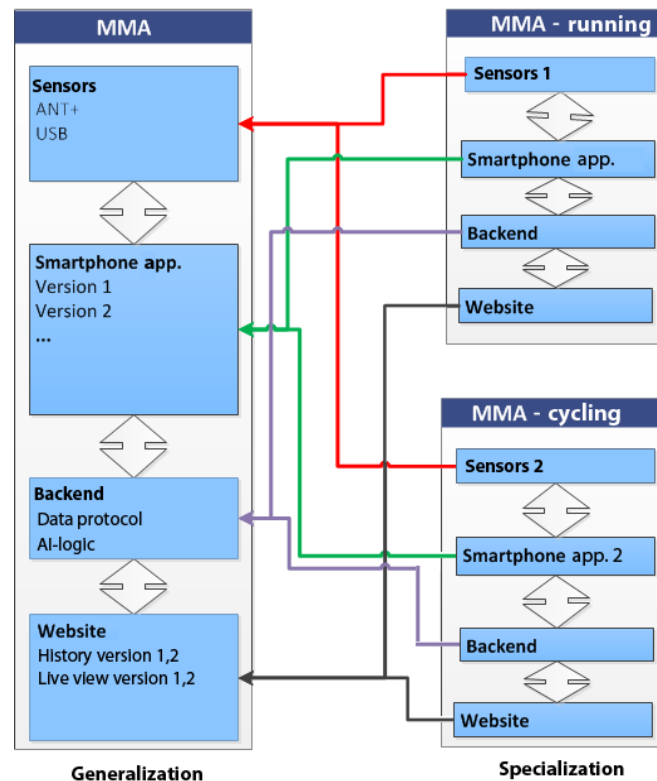 MMA
Sensors
ANT+
USB
Smartphone app.
Version 1
Version 2
...
Backend
Data protocol
AI-logic
Website
History version 1,2
Live view version 1,2
Generalization
MMA - running
Sensors 1
Smartphone app.
Backend
Website
MMA - cycling
Sensors 2
Smartphone app. 2
Backend
Website
Specialization